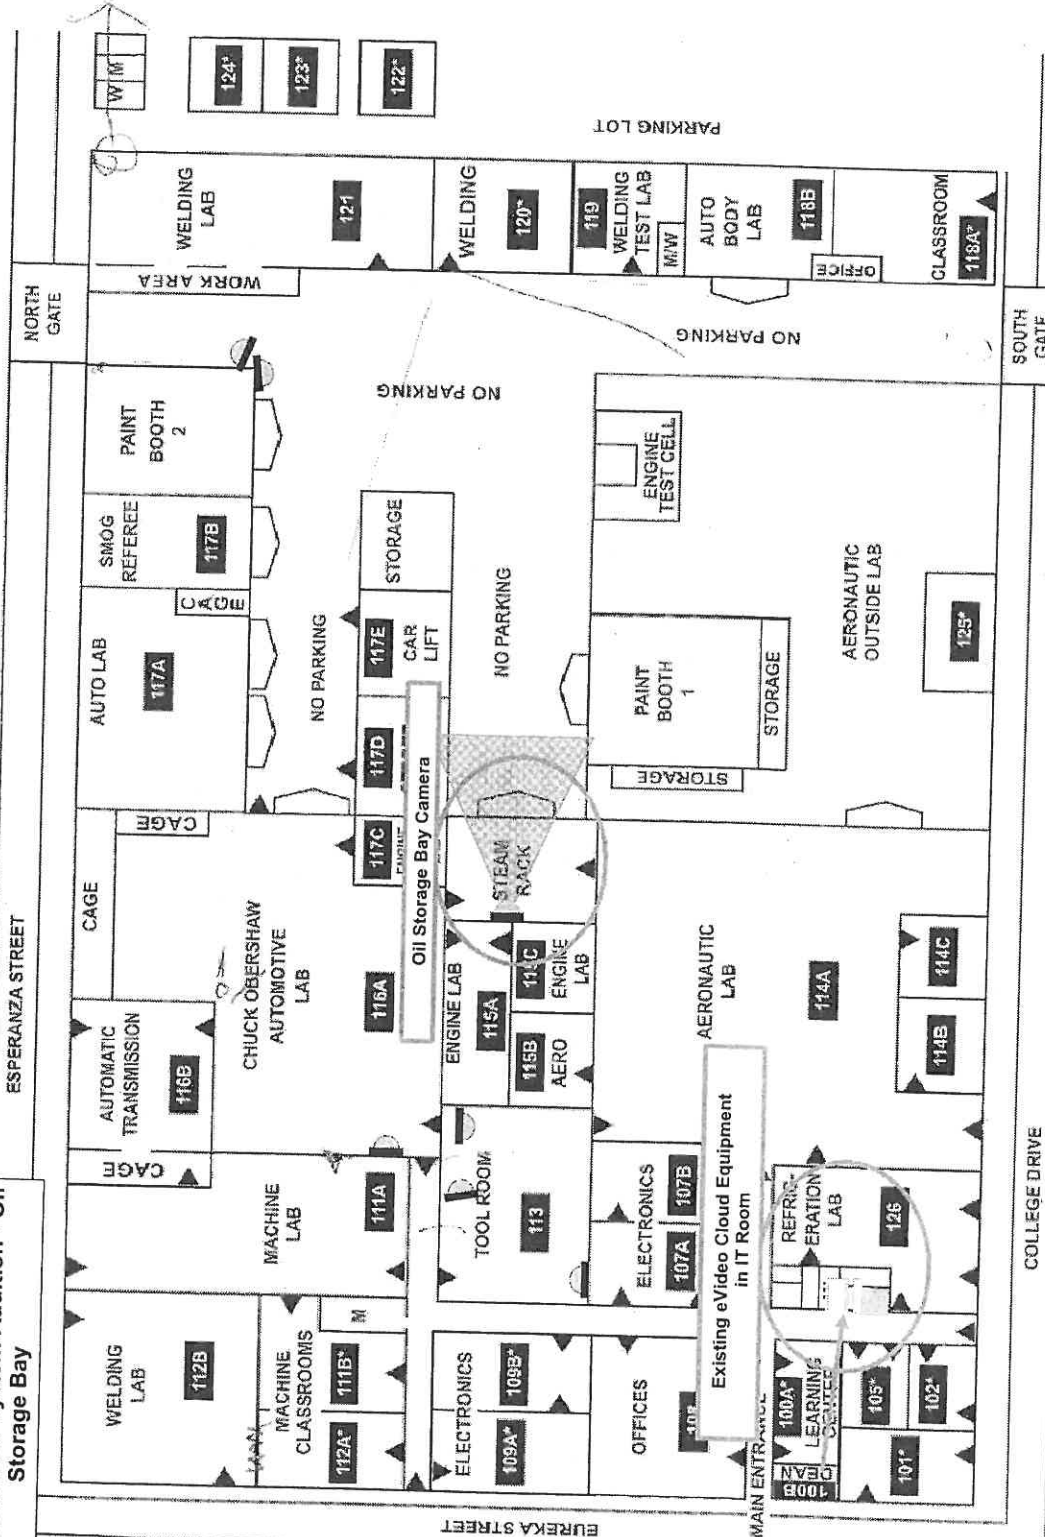 Storage Bay
ESPERANZA STREET
NORTH
GATE
W M
124*
123*
122*
PARKING LOT
WELDING
LAB
121
WELDING
120*
119
WELDING
TEST LAB
M/W
AUTO
BODY
LAB
118B
OFFICE
CLASSROOM
118A*
WORK AREA
NO PARKING
NO PARKING
SOUTH
GATE
PAINT
BOOTH
2
SMOG
REFEREE
117B
CAGE
AUTO LAB
117A
NO PARKING
STORAGE
117E
CAR
LIFT
117D
117C
ENGINE
NO PARKING
ENGINE
TEST CELL
AERONAUTIC
OUTSIDE LAB
125*
PAINT
BOOTH
1
STORAGE
STORAGE
CAGE
CAGE
CHUCK OBERSHAW
AUTOMOTIVE
LAB
116A
AUTOMATIC
TRANSMISSION
116B
CAGE
Oil Storage Bay Camera
STEAM
RACK
ENGINE LAB
115A
115B
AERO
ENGINE
LAB
AERONAUTIC
LAB
114A
114C
114B
MACHINE
LAB
111A
TOOL ROOM
113
ELECTRONICS
107B
107A
Existing eVideo Cloud Equipment
in IT Room
REFRIG-
ERATION
LAB
126
WELDING
LAB
112B
MACHINE
CLASSROOMS
M
111B*
112A*
ELECTRONICS
109B*
109A*
OFFICES
108
MAIN ENTRANCE
100A*
LEARNING
CENTER
DEAN
100B
105*
102*
101*
EUREKA STREET
COLLEGE DRIVE